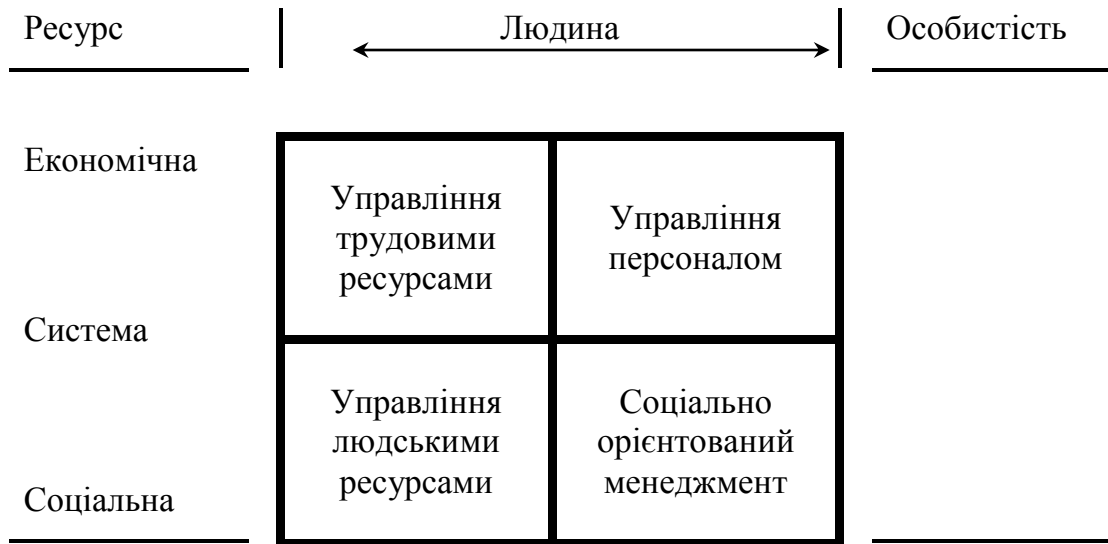 Ресурс Людина Особистість
Економічна
Управління
трудовими
ресурсами
Управління
персоналом
Система
Управління
людськими
ресурсами
Соціально
орієнтований
менеджмент
Соціальна